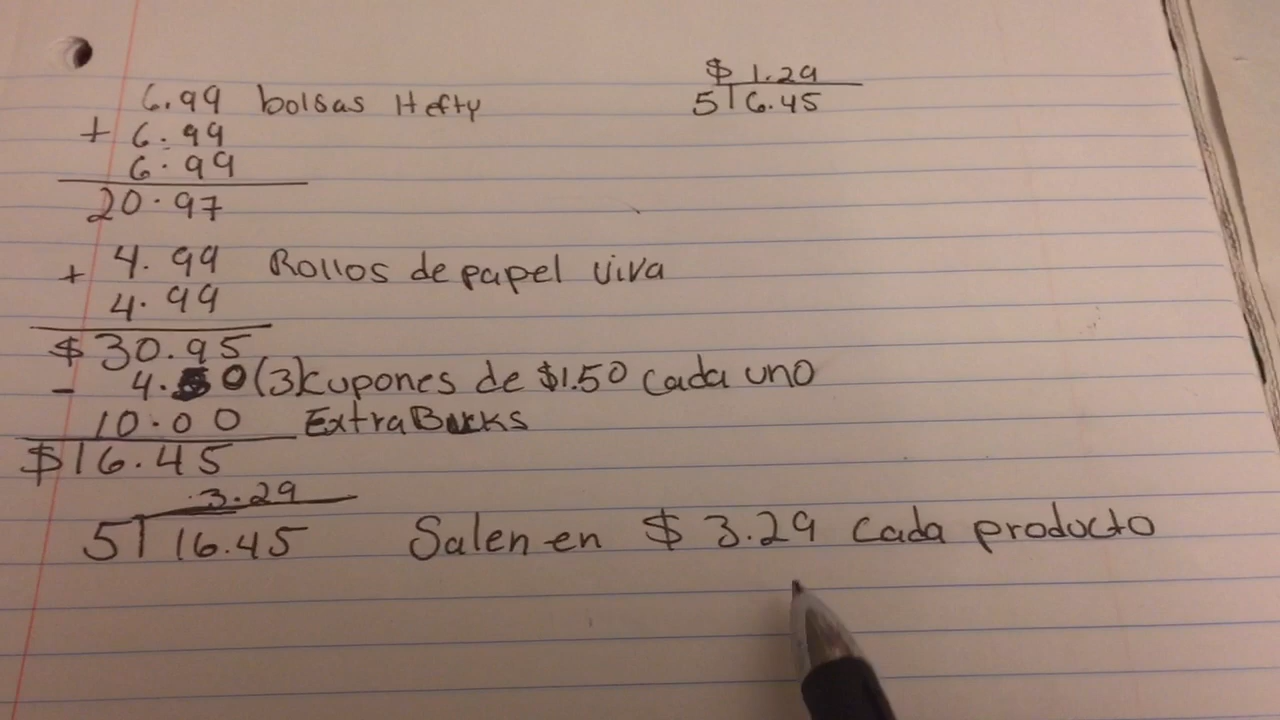 6.99 bolsas Hefty
+ 6.99
6.99
20.97
+ 4.99 Rollos de papel viva
4.99
$30.95
- 4.50 (3)cupones de $1.50 cada uno
10.00 ExtraBucks
$16.45
3.29
5 16.45 Salen en $ 3.29 cada producto
$ 1.29
5 6.45